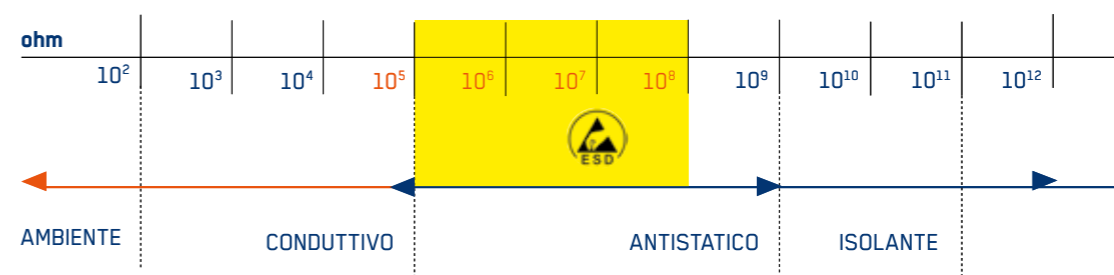 ohm
10² 10³ 10⁴ 10⁵ 10⁶ 10⁷ 10⁸ 10⁹ 10¹⁰ 10¹¹ 10¹²
ESD
AMBIENTE CONDUTTIVO ANTISTATICO ISOLANTE